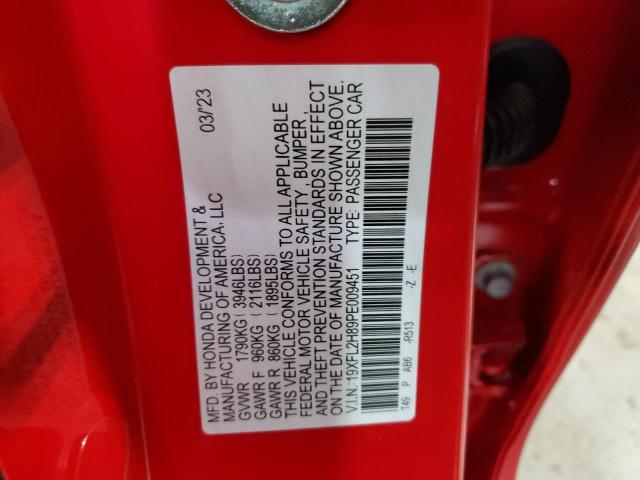 MFD. BY HONDA DEVELOPMENT & 03/'23
MANUFACTURING OF AMERICA, LLC
GVWR 1790KG (3946LBS)
GAWR F 960KG (2116LBS)
GAWR R 860KG (1895LBS)
THIS VEHICLE CONFORMS TO ALL APPLICABLE
FEDERAL MOTOR VEHICLE SAFETY, BUMPER,
AND THEFT PREVENTION STANDARDS IN EFFECT
ON THE DATE OF MANUFACTURE SHOWN ABOVE.
V.I.N: 19XFL2H89PE009451 TYPE: PASSENGER CAR
T49 P AB6 -R513 -Z -E